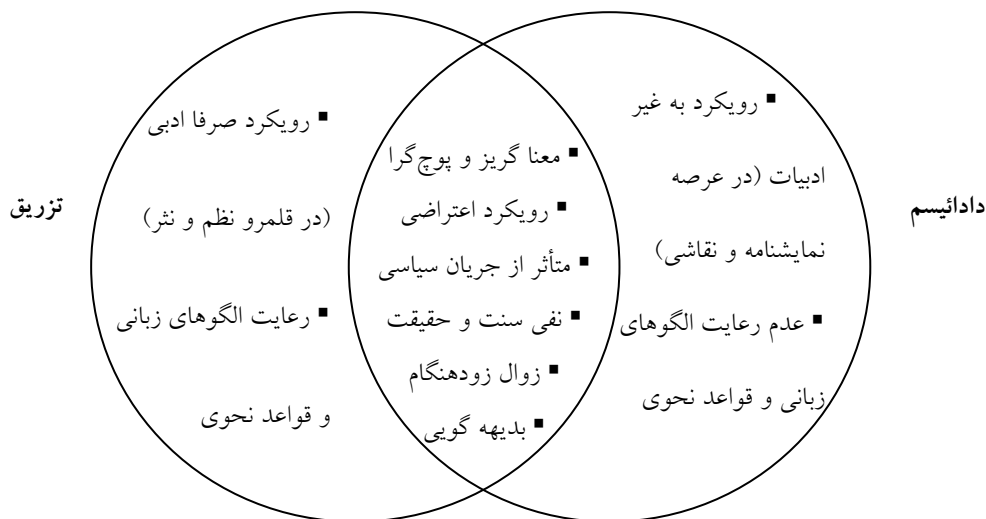 دادائیسم
▪ رویکرد به غیر
ادبیات (در عرصه
نمایشنامه و نقاشی)
▪ عدم رعایت الگوهای
زبانی و قواعد نحوی
▪ معنا گریز و پوچ‌گرا
▪ رویکرد اعتراضی
▪ متأثر از جریان سیاسی
▪ نفی سنت و حقیقت
▪ زوال زودهنگام
▪ بدیهه گویی
▪ رویکرد صرفا ادبی
(در قلمرو نظم و نثر)
▪ رعایت الگوهای زبانی
و قواعد نحوی
تزریق